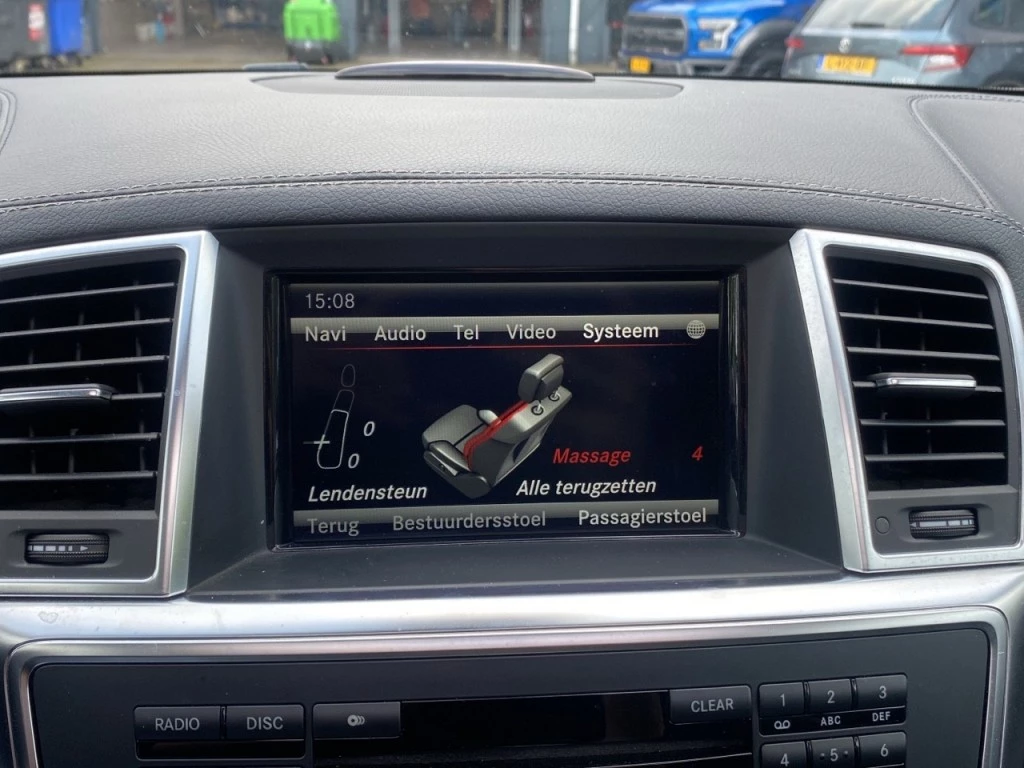 15:08
Navi Audio Tel Video Systeem
0
0
Massage 4
Lendensteun Alle terugzetten
Terug Bestuurdersstoel Passagierstoel
RADIO DISC CLEAR 1 2 3
ABC DEF
4 5 6